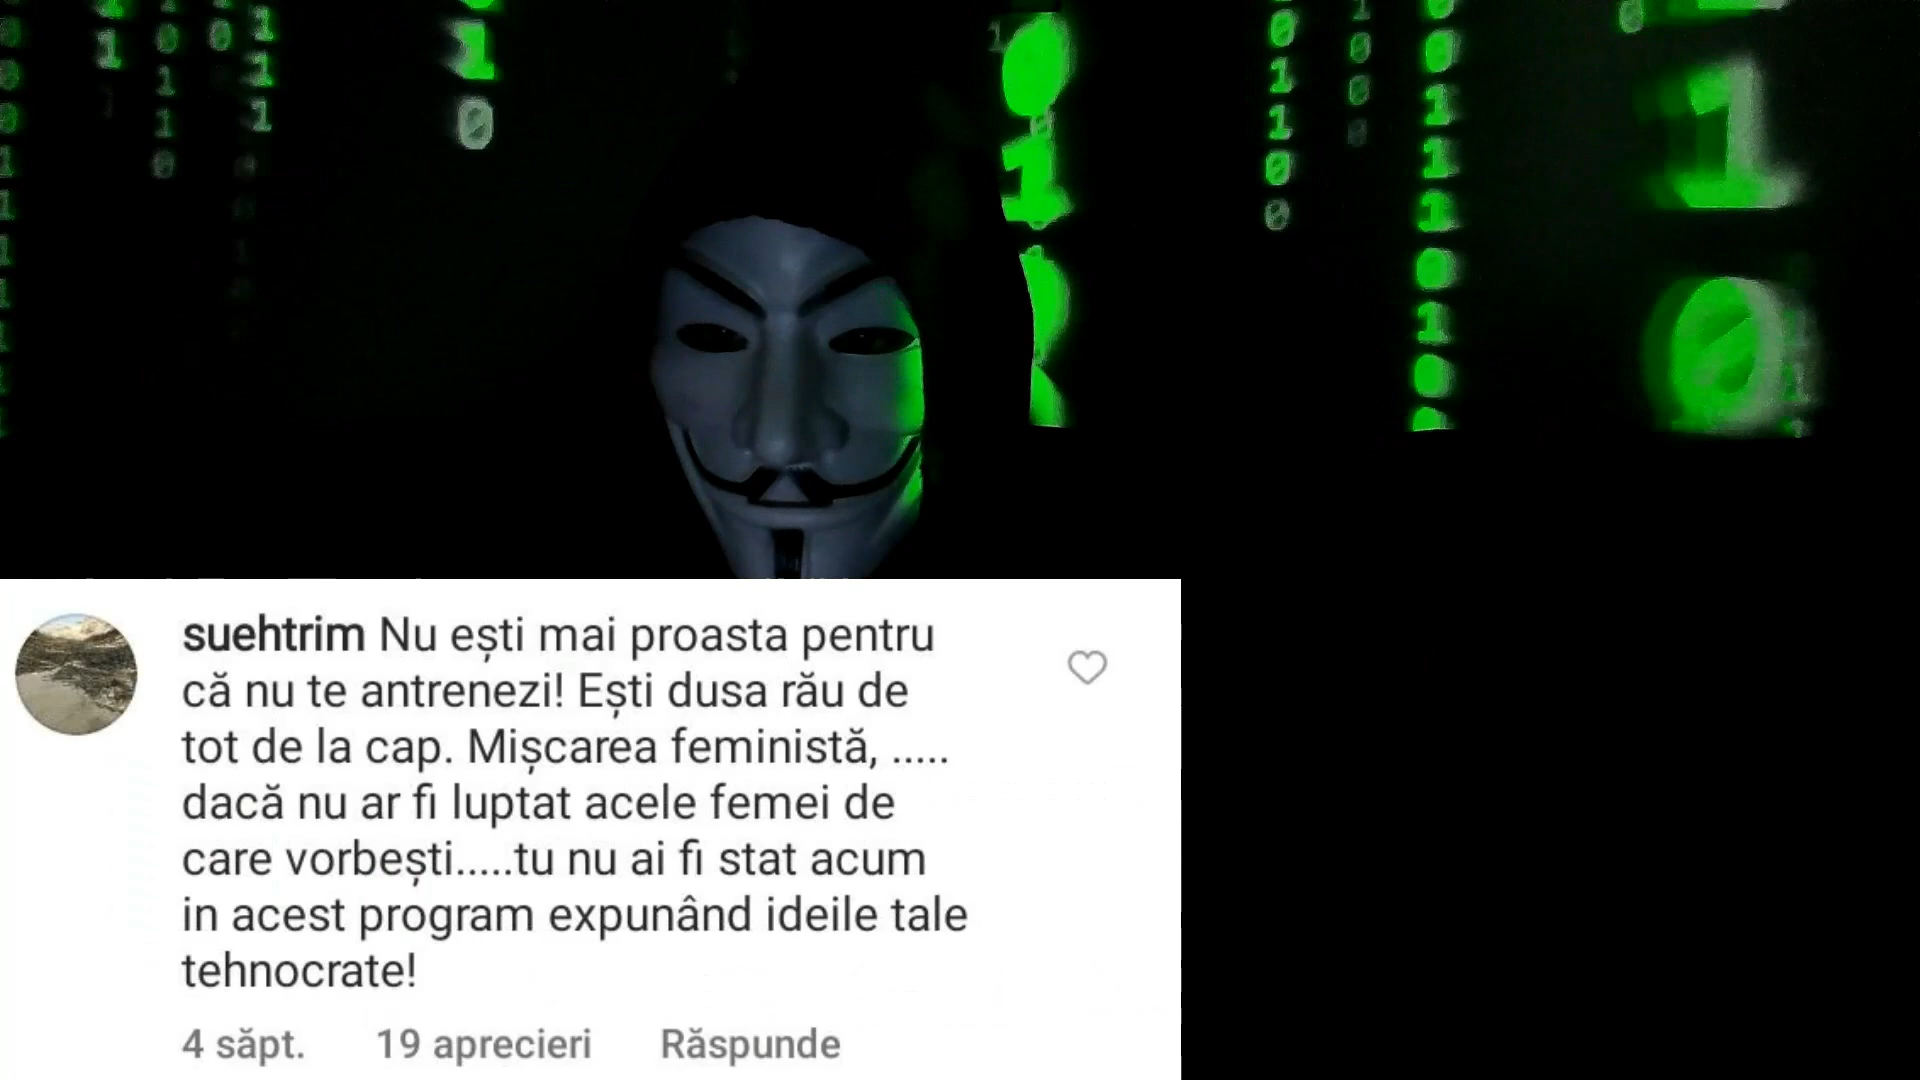 suehtrim Nu ești mai proasta pentru
că nu te antrenezi! Ești dusa rău de
tot de la cap. Mișcarea feministă, .....
dacă nu ar fi luptat acele femei de
care vorbești.....tu nu ai fi stat acum
in acest program expunând ideile tale
tehnocrate!
4 săpt. 19 aprecieri Răspunde